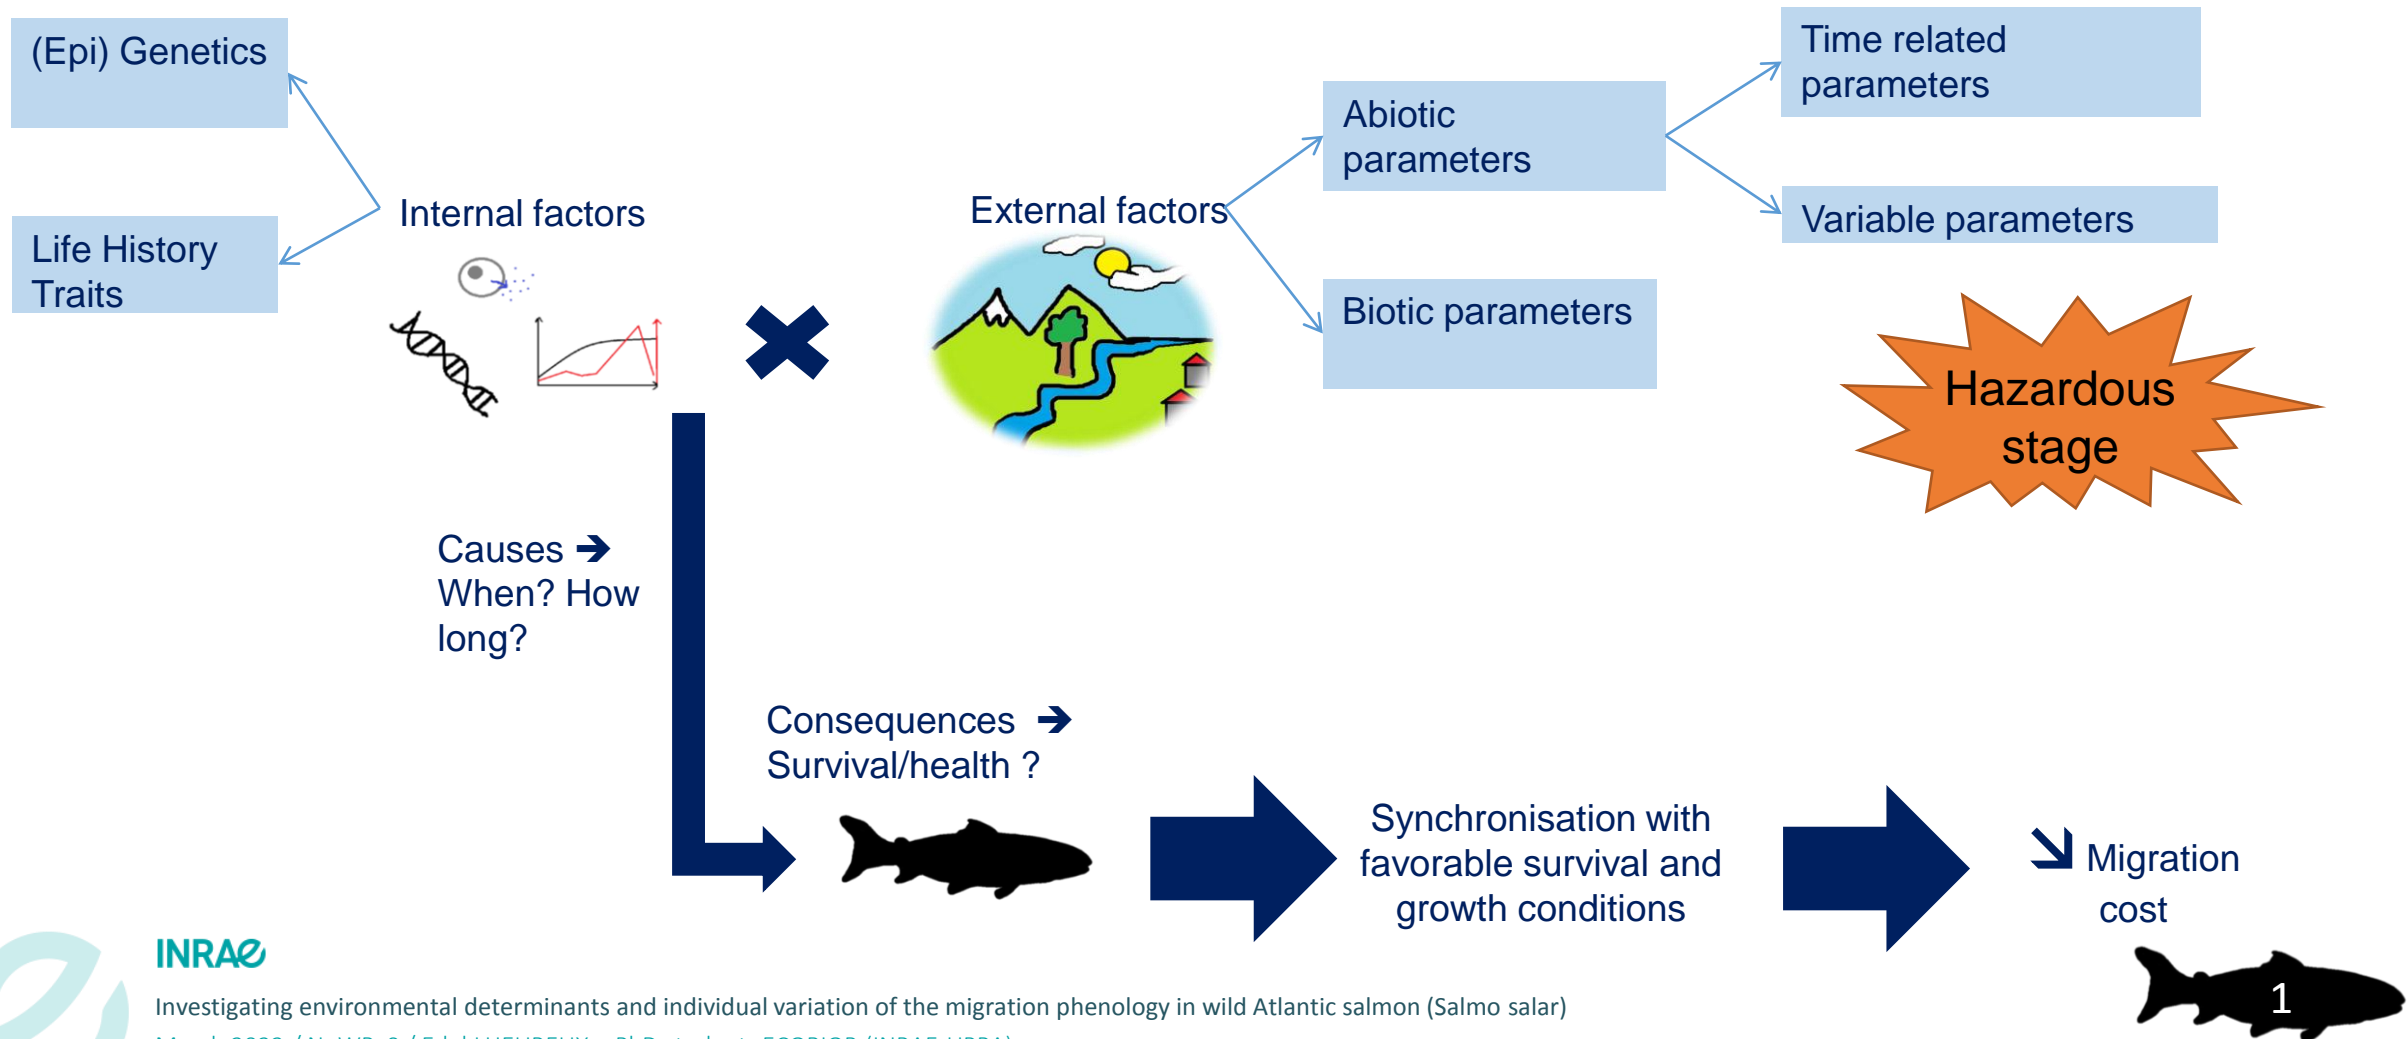 (Epi) Genetics
Life History
Traits
Internal factors
External factors
Abiotic
parameters
Biotic parameters
Time related
parameters
Variable parameters
Hazardous
stage
Causes ➔
When? How
long?
Consequences ➔
Survival/health ?
Synchronisation with
favorable survival and
growth conditions
Migration
cost
INRAE
Investigating environmental determinants and individual variation of the migration phenology in wild Atlantic salmon (Salmo salar)
1